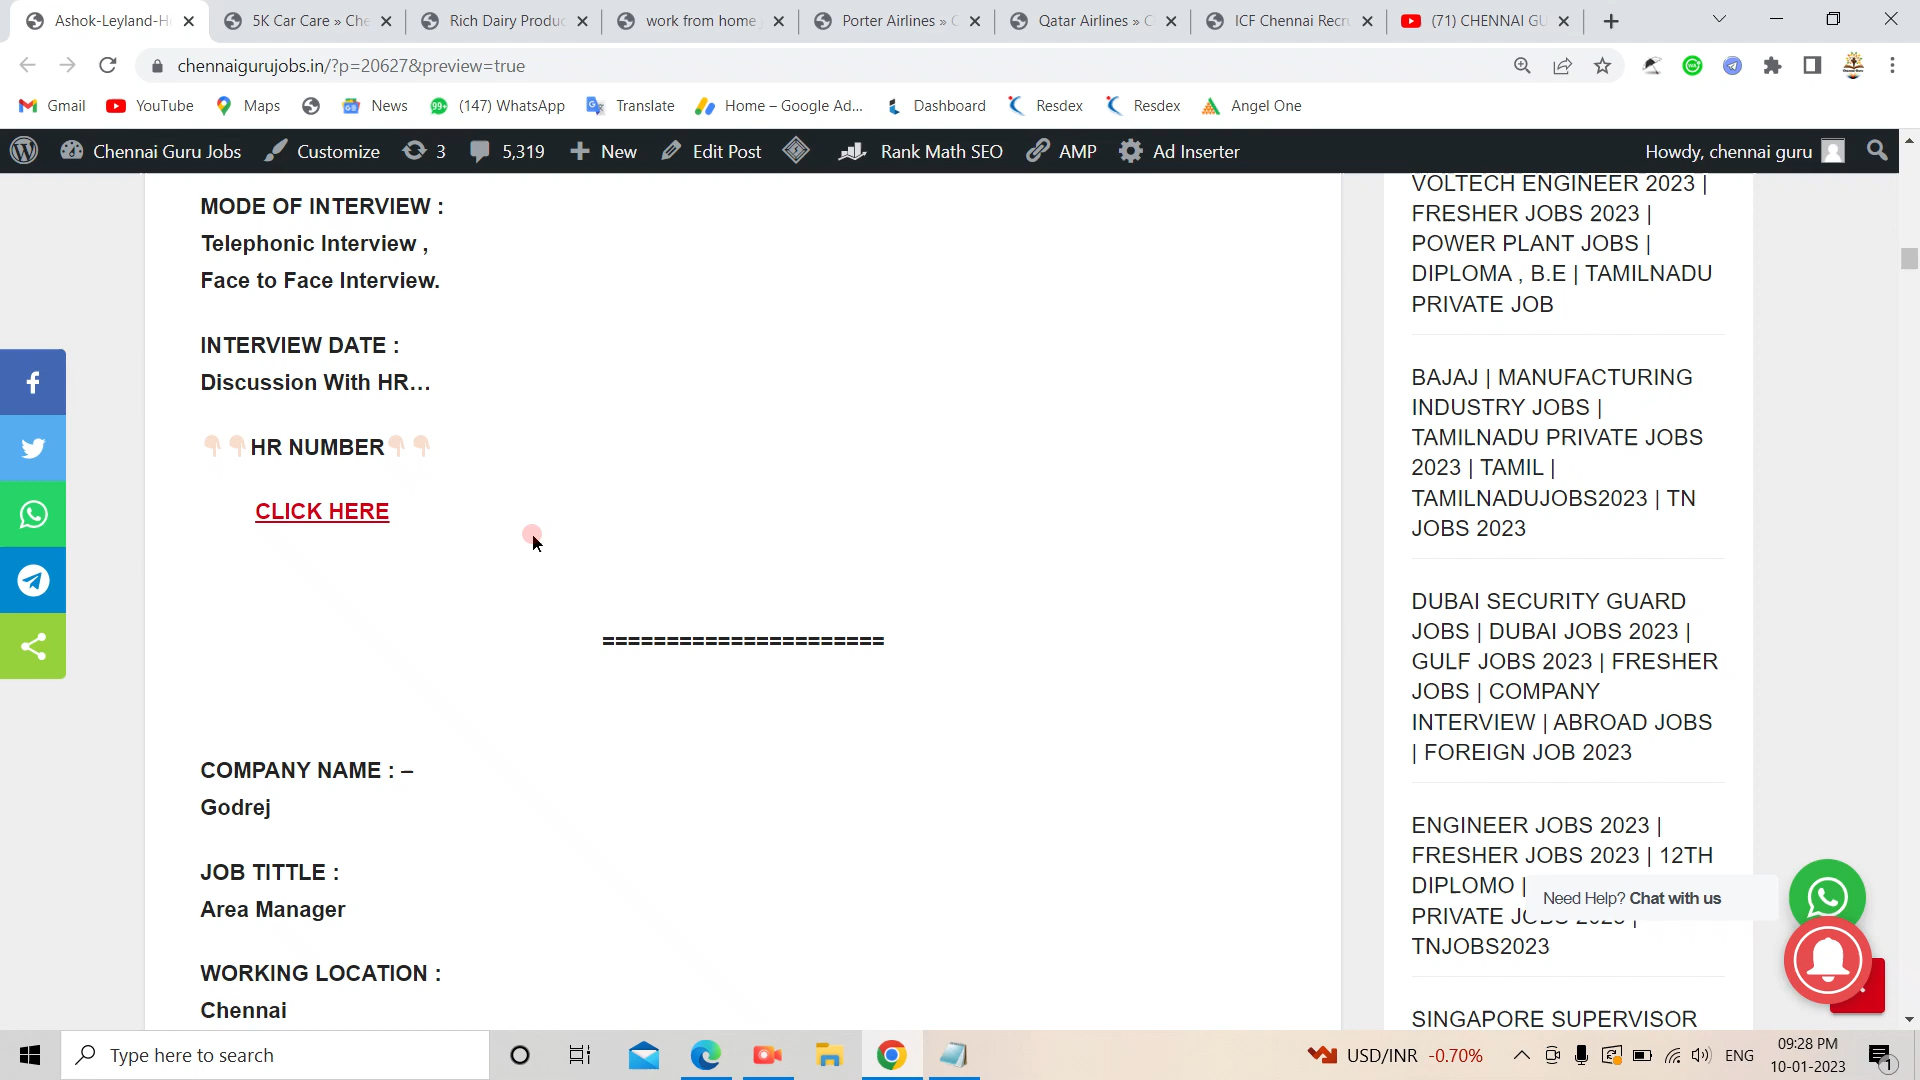 Ashok-Leyland-H
5K Car Care » Che
Rich Dairy Produc
work from home
Porter Airlines » C
Qatar Airlines » C
ICF Chennai Recru
(71) CHENNAI GU
chennaigurujobs.in/?p=20627&preview=true
Gmail
YouTube
Maps
News
99+
(147) WhatsApp
Translate
Home – Google Ad...
Dashboard
Resdex
Resdex
Angel One
Chennai Guru Jobs
Customize
3
5,319
New
Edit Post
Rank Math SEO
AMP
Ad Inserter
Howdy, chennai guru
MODE OF INTERVIEW :
Telephonic Interview ,
Face to Face Interview.
INTERVIEW DATE :
Discussion With HR…
👇🏻👇🏻HR NUMBER👇🏻👇🏻
CLICK HERE
======================
COMPANY NAME : –
Godrej
JOB TITTLE :
Area Manager
WORKING LOCATION :
Chennai
VOLTECH ENGINEER 2023 |
FRESHER JOBS 2023 |
POWER PLANT JOBS |
DIPLOMA , B.E | TAMILNADU
PRIVATE JOB
BAJAJ | MANUFACTURING
INDUSTRY JOBS |
TAMILNADU PRIVATE JOBS
2023 | TAMIL |
TAMILNADUJOBS2023 | TN
JOBS 2023
DUBAI SECURITY GUARD
JOBS | DUBAI JOBS 2023 |
GULF JOBS 2023 | FRESHER
JOBS | COMPANY
INTERVIEW | ABROAD JOBS
| FOREIGN JOB 2023
ENGINEER JOBS 2023 |
FRESHER JOBS 2023 | 12TH
DIPLOMO |
PRIVATE
TNJOBS2023
SINGAPORE SUPERVISOR
Need Help? Chat with us
Type here to search
USD/INR -0.70%
ENG
09:28 PM
10-01-2023
1